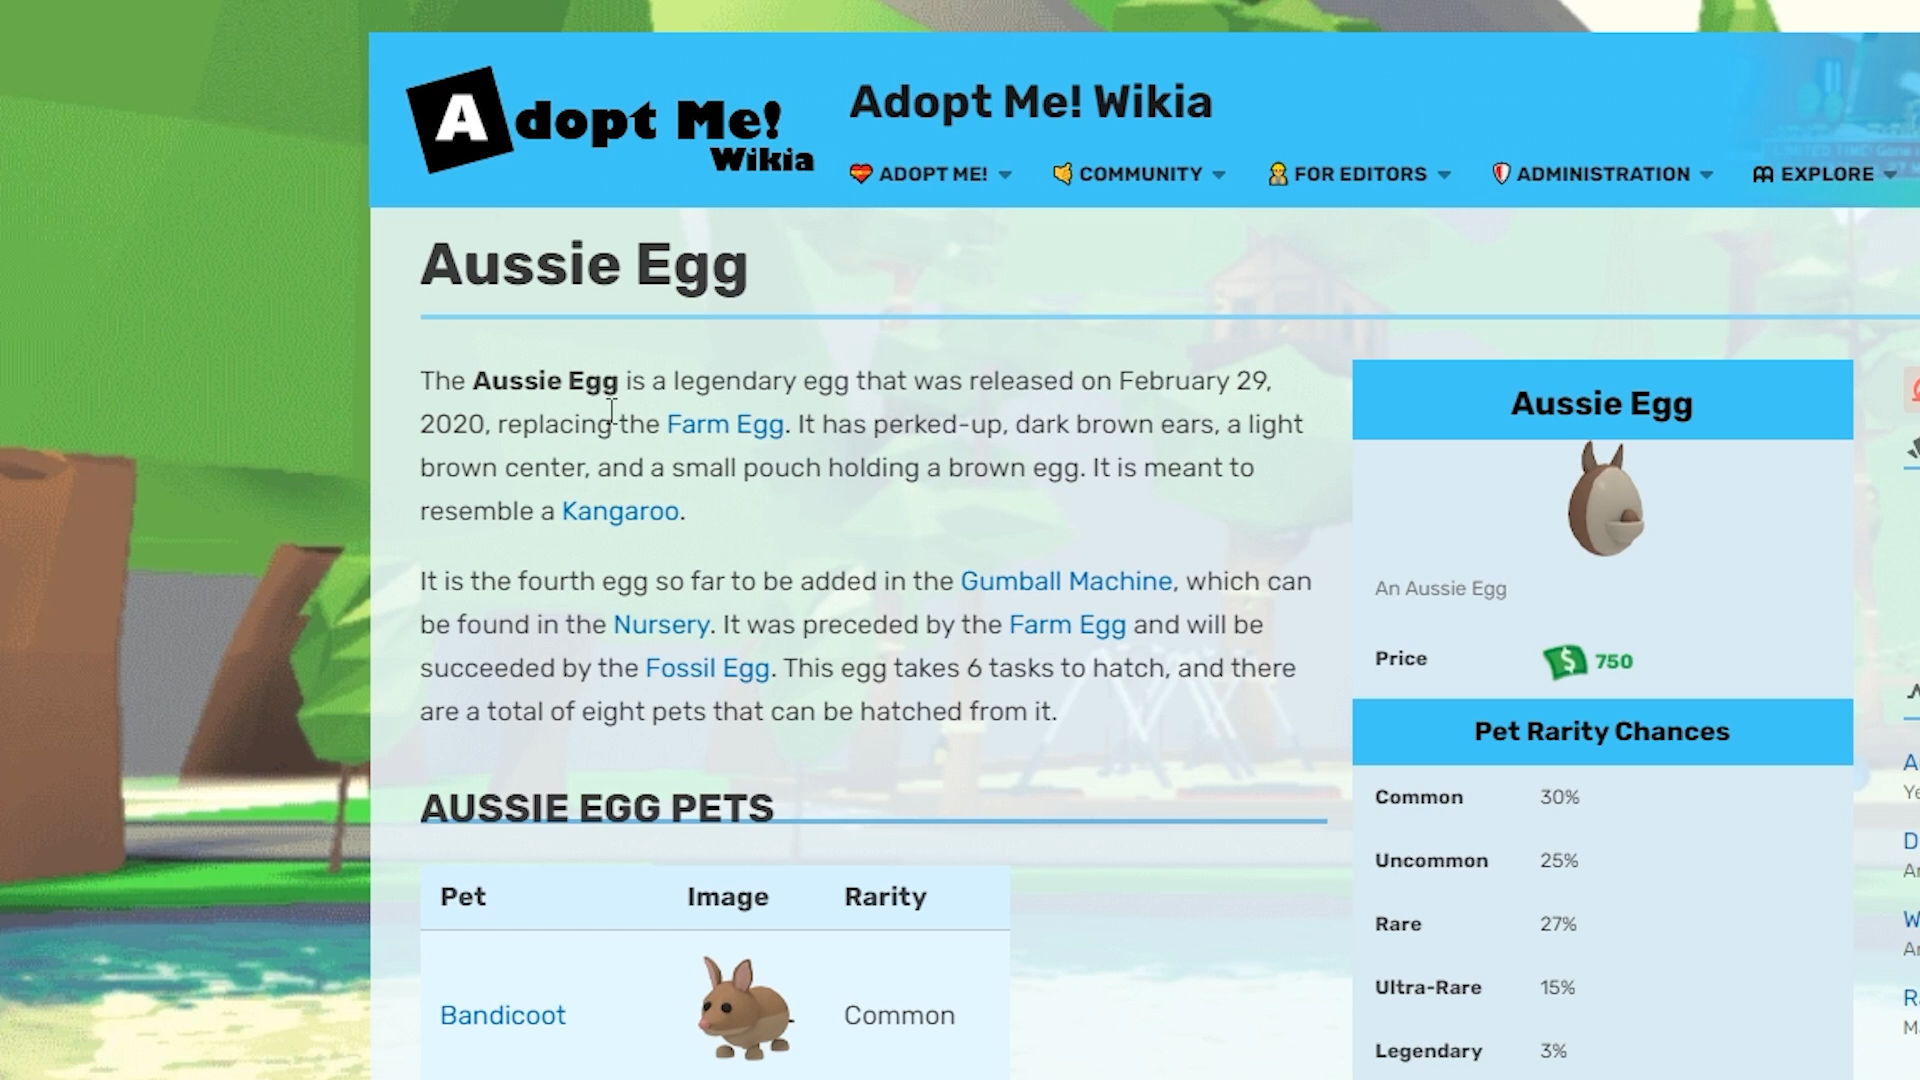 Adopt Me!
Wikia
Adopt Me! Wikia
ADOPT ME!
COMMUNITY
FOR EDITORS
ADMINISTRATION
EXPLORE
Aussie Egg
The Aussie Egg is a legendary egg that was released on February 29,
2020, replacing the Farm Egg. It has perked-up, dark brown ears, a light
brown center, and a small pouch holding a brown egg. It is meant to
resemble a Kangaroo.
It is the fourth egg so far to be added in the Gumball Machine, which can
be found in the Nursery. It was preceded by the Farm Egg and will be
succeeded by the Fossil Egg. This egg takes 6 tasks to hatch, and there
are a total of eight pets that can be hatched from it.
AUSSIE EGG PETS
Pet Image Rarity
Bandicoot Common
Aussie Egg
An Aussie Egg
Price $ 750
Pet Rarity Chances
Common 30%
Uncommon 25%
Rare 27%
Ultra-Rare 15%
Legendary 3%